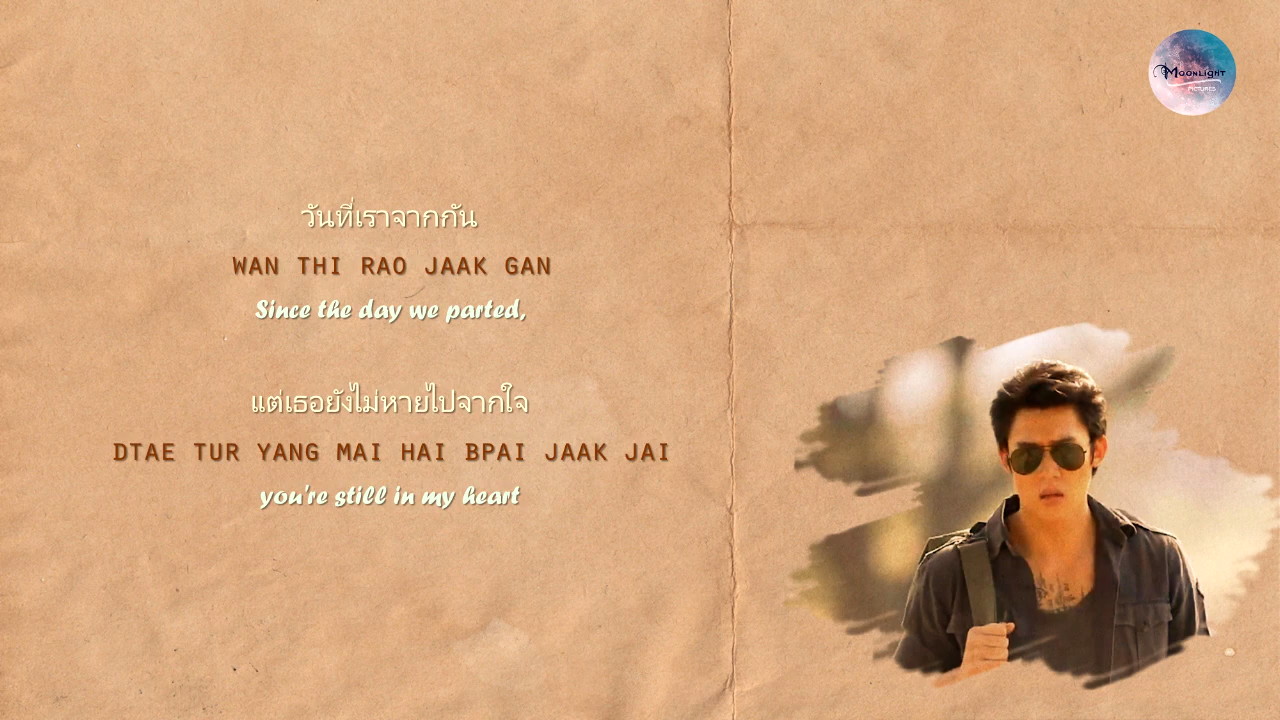 MOONLIGHT
PICTURES
วันที่เราจากกัน
WAN THI RAO JAAK GAN
Since the day we parted,
แต่เธอยังไม่หายไปจากใจ
DTAE TUR YANG MAI HAI BPAI JAAK JAI
you're still in my heart